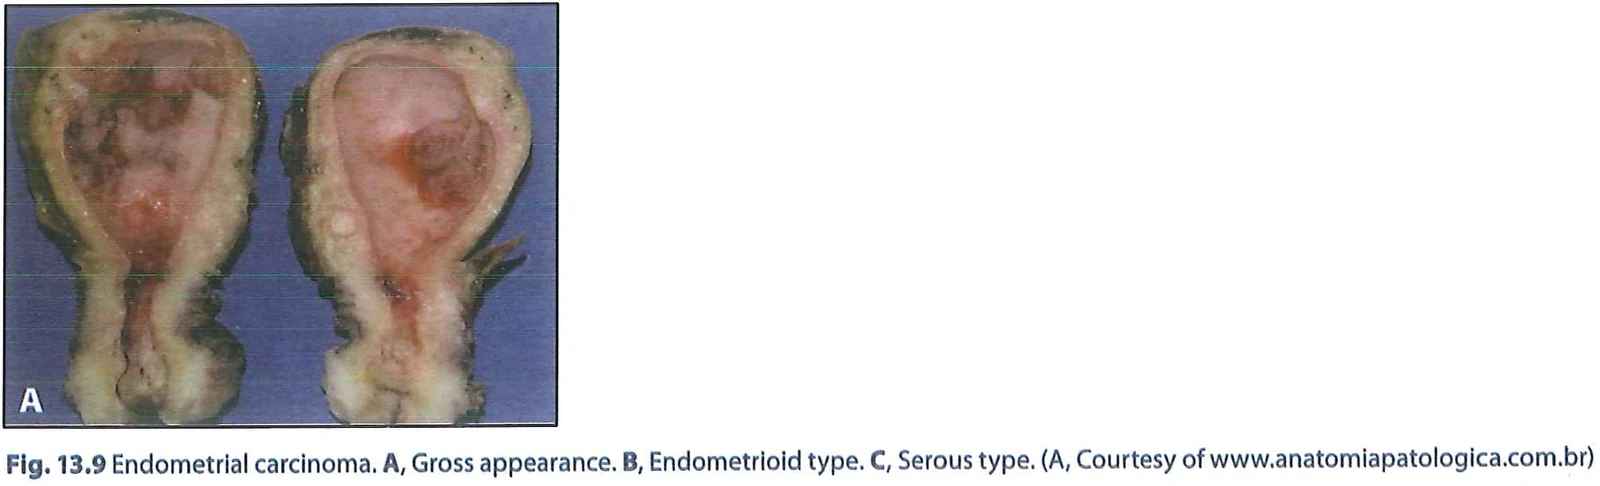 A
Fig. 13.9 Endometrial carcinoma. A, Gross appearance. B, Endometrioid type. C, Serous type. (A, Courtesy of www.anatomiapatologica.com.br)